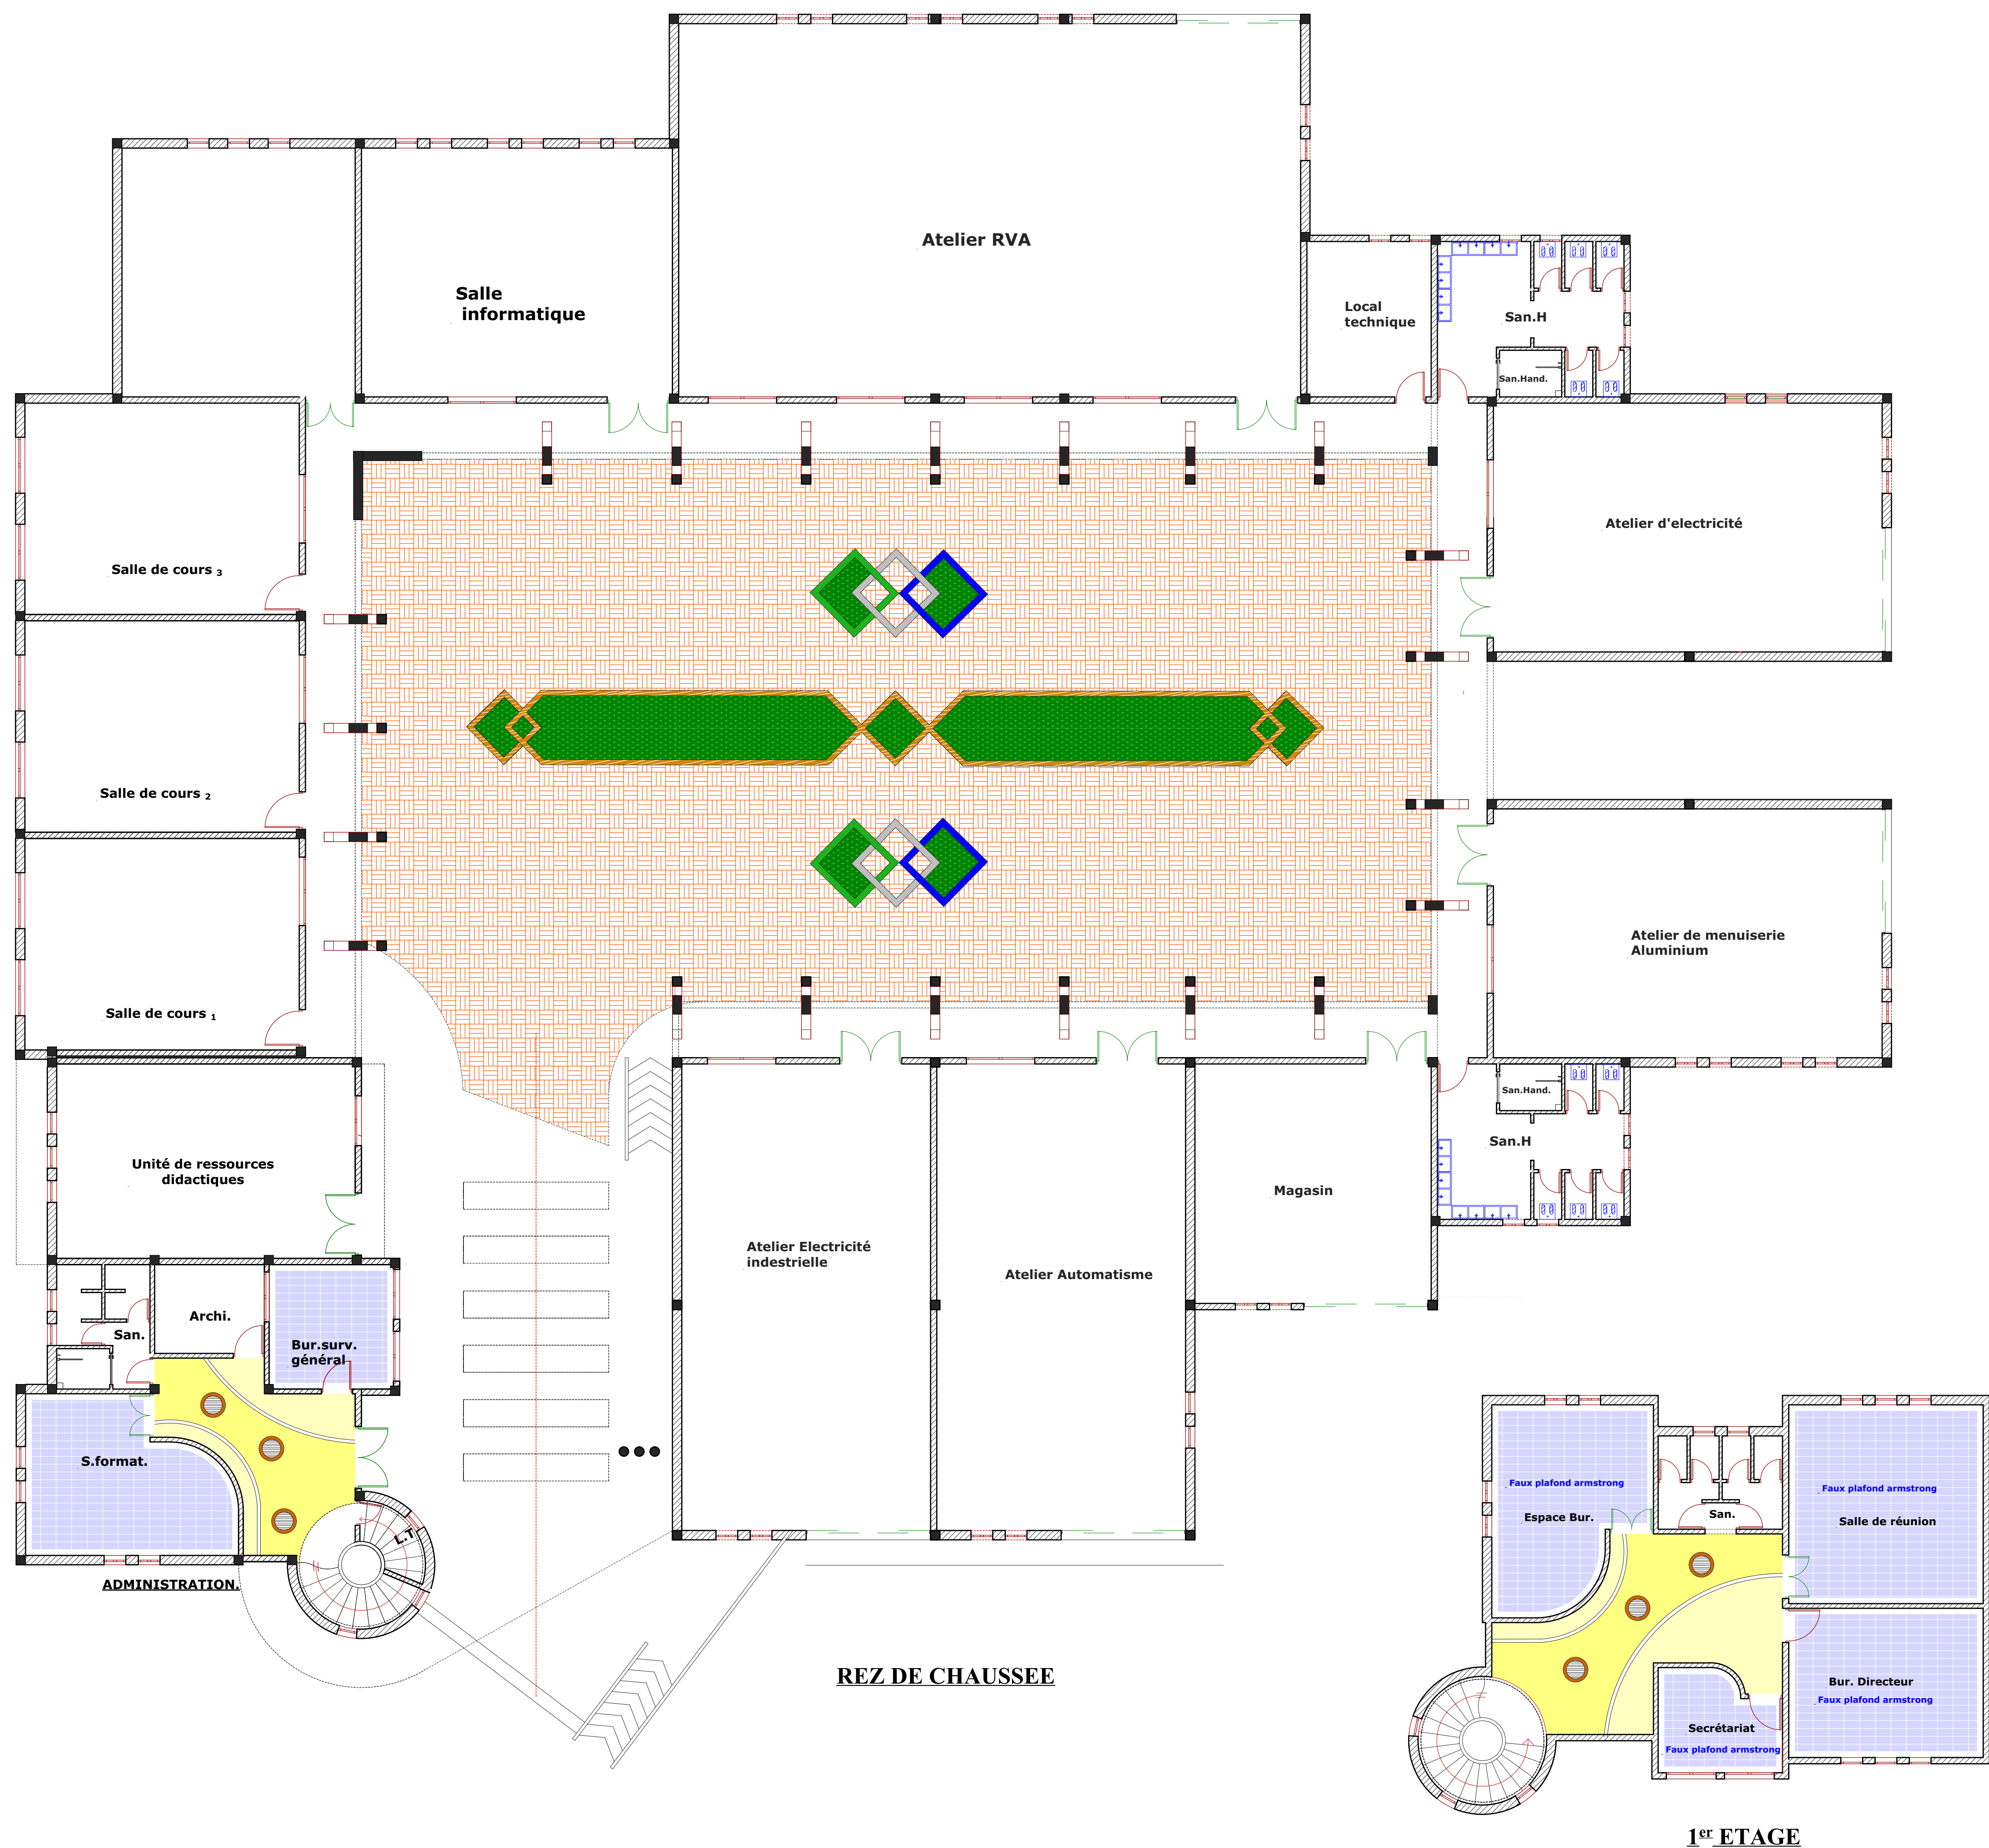 Atelier RVA
Salle
informatique
Local
technique
San.H
San.Hand.
Atelier d'electricité
Salle de cours 3
Salle de cours 2
Salle de cours 1
Atelier de menuiserie
Aluminium
San.Hand.
San.H
Unité de ressources
didactiques
Magasin
Atelier Electricité
indestrielle
Atelier Automatisme
Archi.
San.
Bur.surv.
général
S.format.
L.T
ADMINISTRATION.
REZ DE CHAUSSEE
Faux plafond armstrong
Espace Bur.
San.
Faux plafond armstrong
Salle de réunion
Bur. Directeur
Faux plafond armstrong
Secrétariat
Faux plafond armstrong
1er ETAGE